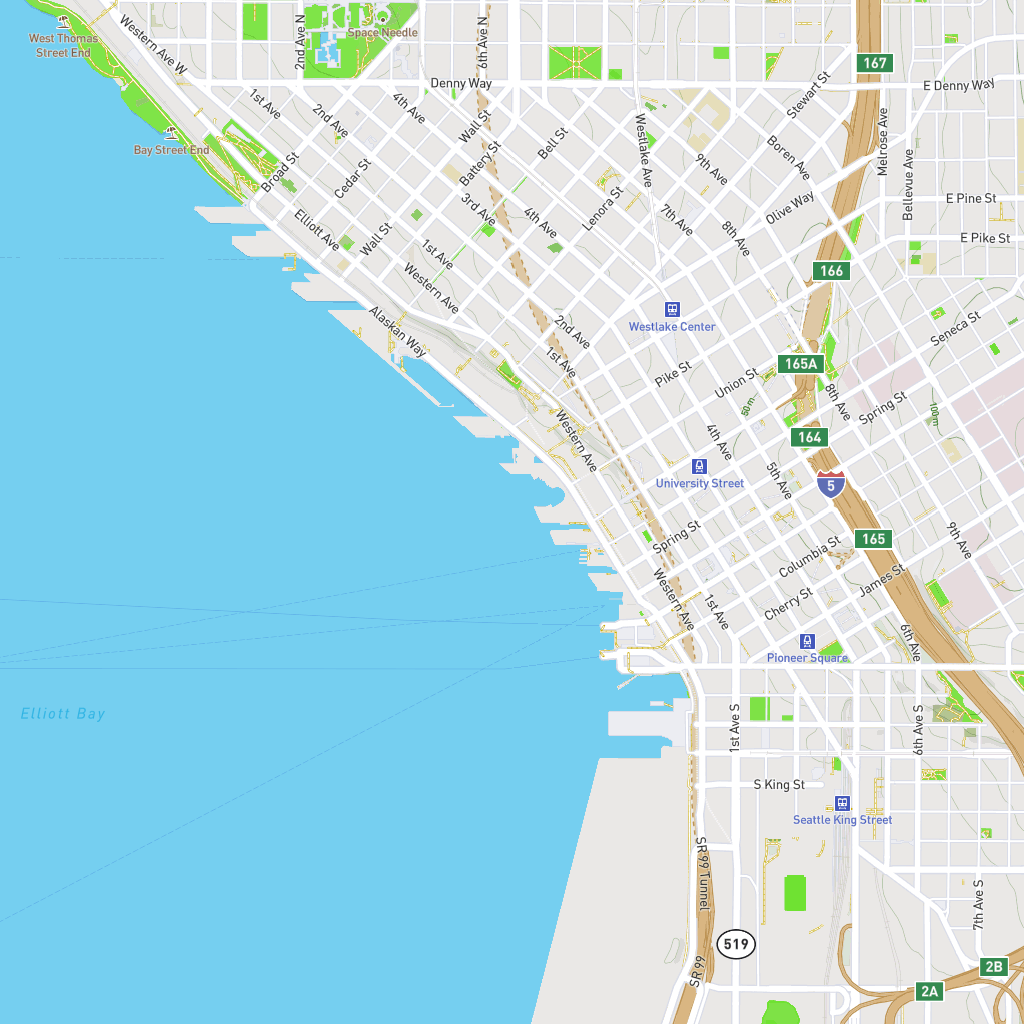 West Thomas
Street End
Western Ave W
2nd Ave N
Space Needle
6th Ave N
167
Denny Way
E Denny Way
1st Ave
2nd Ave
4th Ave
Wall St
Bell St
Westlake Ave
Stewart St
Melrose Ave
Bay Street End
Broad St
Cedar St
Battery St
9th Ave
Boren Ave
Bellevue Ave
3rd Ave
4th Ave
Lenora St
7th Ave
Olive Way
E Pine St
Elliott Ave
Wall St
1st Ave
8th Ave
E Pike St
Western Ave
166
Alaskan Way
2nd Ave
Westlake Center
Seneca St
1st Ave
Pike St
165A
Union St
8th Ave
50 m
Spring St
100 m
Western Ave
4th Ave
164
University Street
5th Ave
5
Spring St
165
9th Ave
Columbia St
James St
Western Ave
1st Ave
Cherry St
6th Ave
Pioneer Square
Elliott Bay
1st Ave S
6th Ave S
S King St
Seattle King Street
SR 99 Tunnel
7th Ave S
519
SR 99
2B
2A